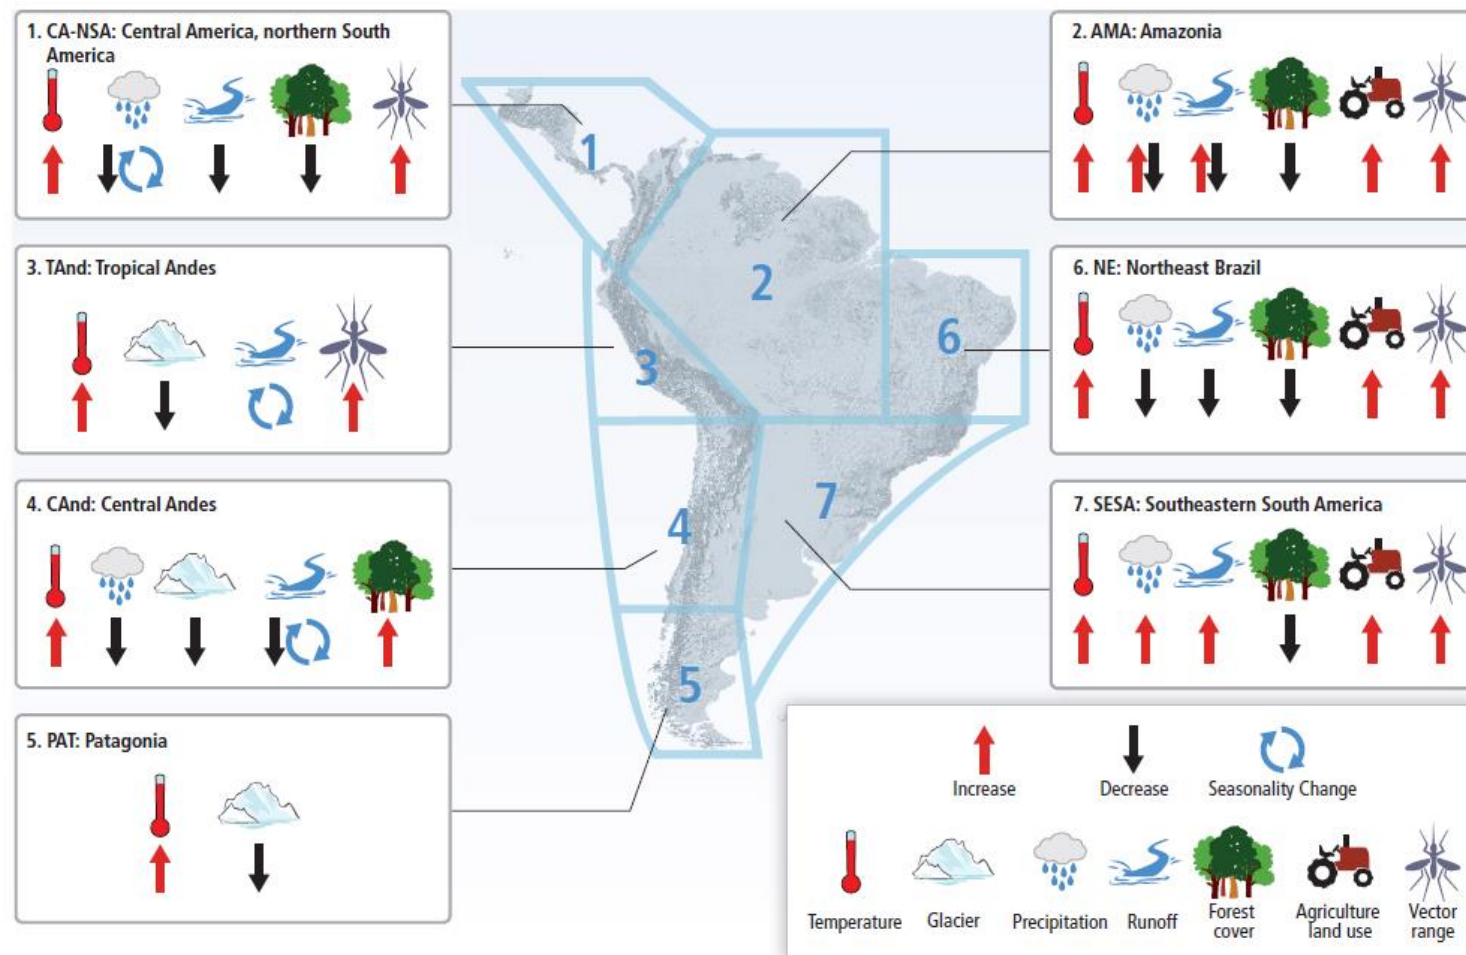 1. CA-NSA: Central America, northern South
America
2. AMA: Amazonia
3. TAnd: Tropical Andes
6. NE: Northeast Brazil
4. CAnd: Central Andes
7. SESA: Southeastern South America
5. PAT: Patagonia
1
2
3
6
4
7
5
Increase
Decrease
Seasonality Change
Temperature
Glacier
Precipitation
Runoff
Forest
cover
Agriculture
land use
Vector
range